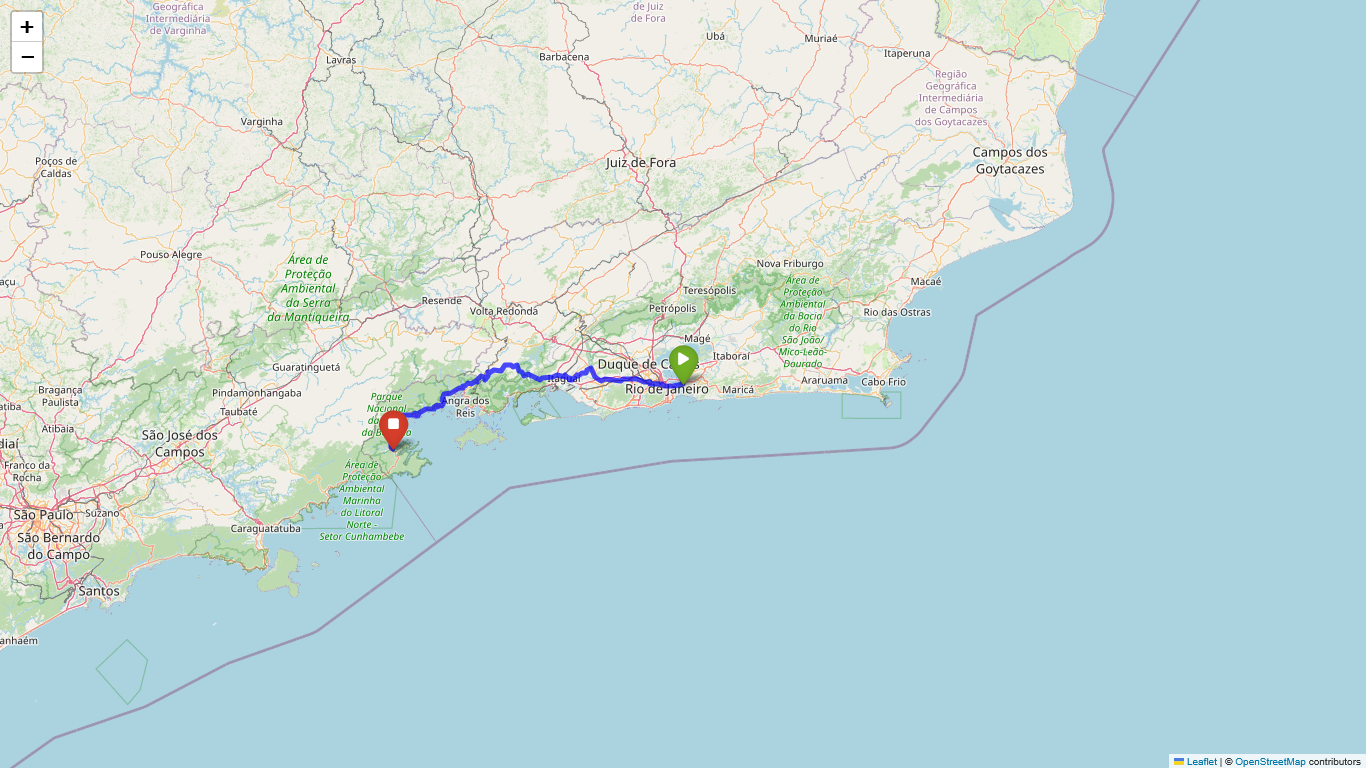 +
−
Geográfica
Intermediária
de Varginha
de Juiz
de Fora
Ubá
Muriaé
Itaperuna
Lavras
Barbacena
Região
Geográfica
Intermediária
de Campos
dos Goytacazes
Varginha
Poços de
Caldas
Juiz de Fora
Campos dos
Goytacazes
Pouso Alegre
Área de
Proteção
Ambiental
da Serra
da Mantiqueira
Nova Friburgo
Macaé
Teresópolis
Área de
Proteção
Ambiental
da Bacia
do Rio
São João/
Mico-Leão-
Dourado
Resende
Volta Redonda
Petrópolis
Rio das Ostras
Magé
Itaboraí
Duque de
Guaratinguetá
Itaguaí
Rio de Janeiro
Maricá
Araruama
Cabo Frio
Bragança
Paulista
Pindamonhangaba
Taubaté
Parque
Nacional
Angra dos
Reis
Atibaia
São José dos
Campos
Franco da
Rocha
Área de
Proteção
Ambiental
Marinha
do Litoral
Norte -
Setor Cunhambebe
São Paulo
Suzano
São Bernardo
do Campo
Caraguatatuba
Santos
anhaém
Leaflet | © OpenStreetMap contributors